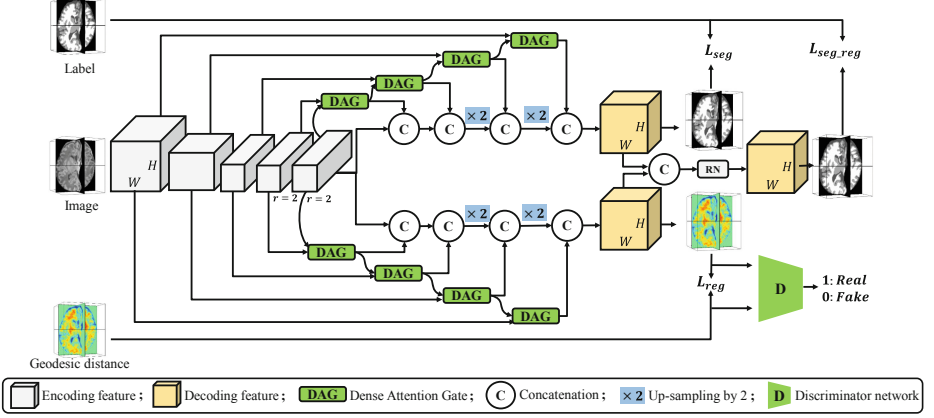 Label
Image
Geodesic distance
H
W
r = 2
r = 2
DAG
DAG
DAG
DAG
C
C
× 2
C
× 2
C
C
C
× 2
C
× 2
C
DAG
DAG
DAG
DAG
H
W
H
W
C
RN
H
W
L_seg
L_seg_reg
L_reg
D
1: Real
0: Fake
Encoding feature ;
Decoding feature ;
DAG Dense Attention Gate ;
C Concatenation ;
× 2 Up-sampling by 2 ;
D Discriminator network